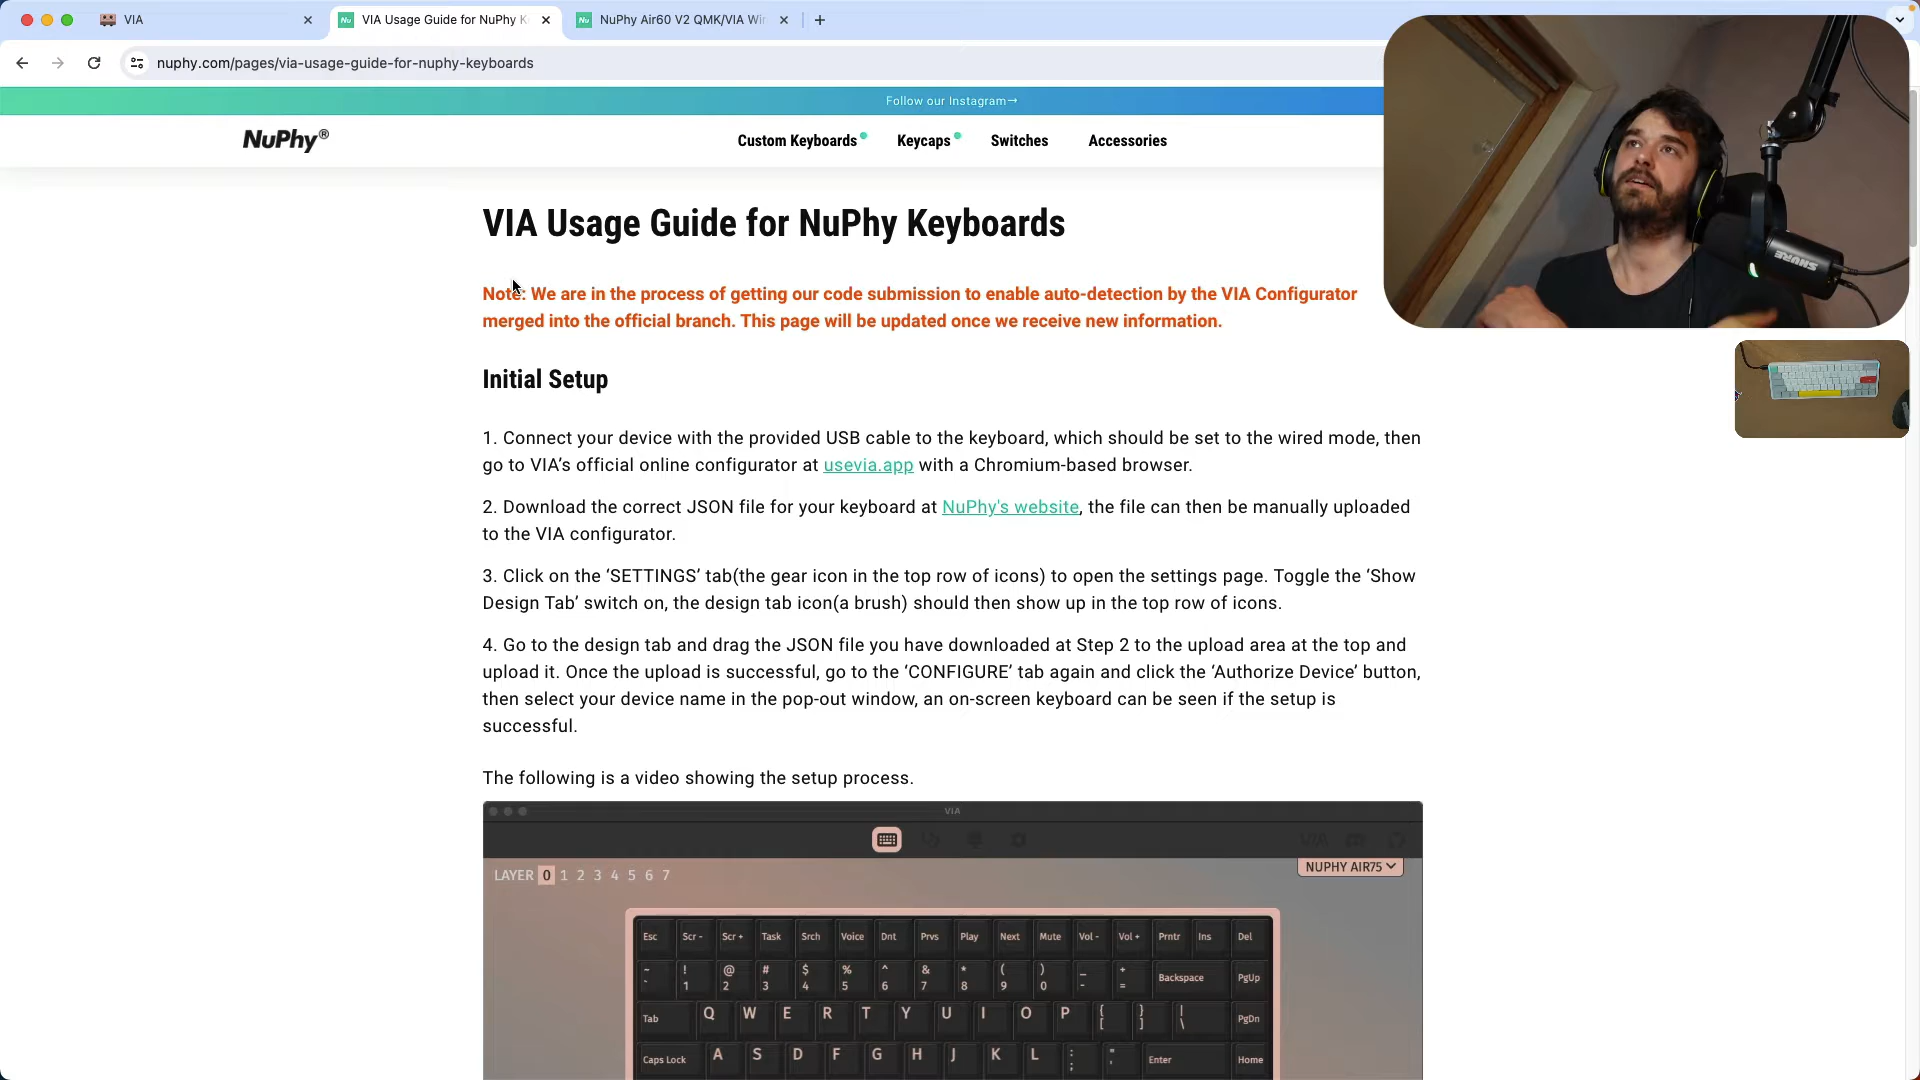 VIA
VIA Usage Guide for NuPhy K
NuPhy Air60 V2 QMK/VIA Wir
nuphy.com/pages/via-usage-guide-for-nuphy-keyboards
Follow our Instagram→
NuPhy®
Custom Keyboards
Keycaps
Switches
Accessories
VIA Usage Guide for NuPhy Keyboards
Note: We are in the process of getting our code submission to enable auto-detection by the VIA Configurator
merged into the official branch. This page will be updated once we receive new information.
Initial Setup
1. Connect your device with the provided USB cable to the keyboard, which should be set to the wired mode, then
go to VIA’s official online configurator at usevia.app with a Chromium-based browser.
2. Download the correct JSON file for your keyboard at NuPhy's website, the file can then be manually uploaded
to the VIA configurator.
3. Click on the ‘SETTINGS’ tab(the gear icon in the top row of icons) to open the settings page. Toggle the ‘Show
Design Tab’ switch on, the design tab icon(a brush) should then show up in the top row of icons.
4. Go to the design tab and drag the JSON file you have downloaded at Step 2 to the upload area at the top and
upload it. Once the upload is successful, go to the ‘CONFIGURE’ tab again and click the ‘Authorize Device’ button,
then select your device name in the pop-out window, an on-screen keyboard can be seen if the setup is
successful.
The following is a video showing the setup process.
VIA
VIA
NUPHY AIR75
LAYER 0 1 2 3 4 5 6 7
Esc Scr - Scr + Task Srch Voice Dnt Prvs Play Next Mute Vol - Vol + Prntr Ins Del
~ ! @ # $ % ^ & * ( ) _ + Backspace PgUp
` 1 2 3 4 5 6 7 8 9 0 - =
Tab Q W E R T Y U I O P { } | PgDn
[ ] \
Caps Lock A S D F G H J K L : " Enter Home
; '
SHURE